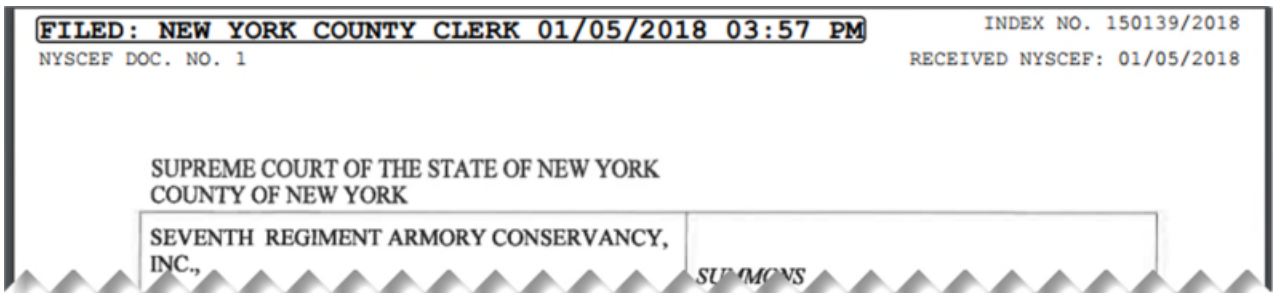 FILED: NEW YORK COUNTY CLERK 01/05/2018 03:57 PM
INDEX NO. 150139/2018
NYSCEF DOC. NO. 1
RECEIVED NYSCEF: 01/05/2018
SUPREME COURT OF THE STATE OF NEW YORK
COUNTY OF NEW YORK
SEVENTH REGIMENT ARMORY CONSERVANCY,
INC.,
SUMMONS